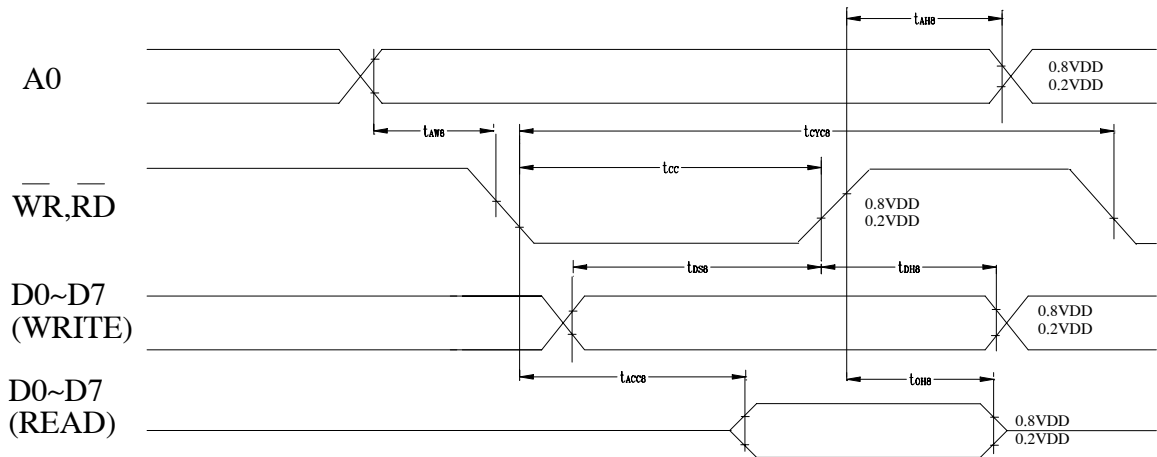 tAH8
A0
0.8VDD
0.2VDD
tAW8
tCYC8
tCC
WR,RD
0.8VDD
0.2VDD
tDS8
tDH8
D0~D7
(WRITE)
0.8VDD
0.2VDD
tACC8
tOH8
D0~D7
(READ)
0.8VDD
0.2VDD